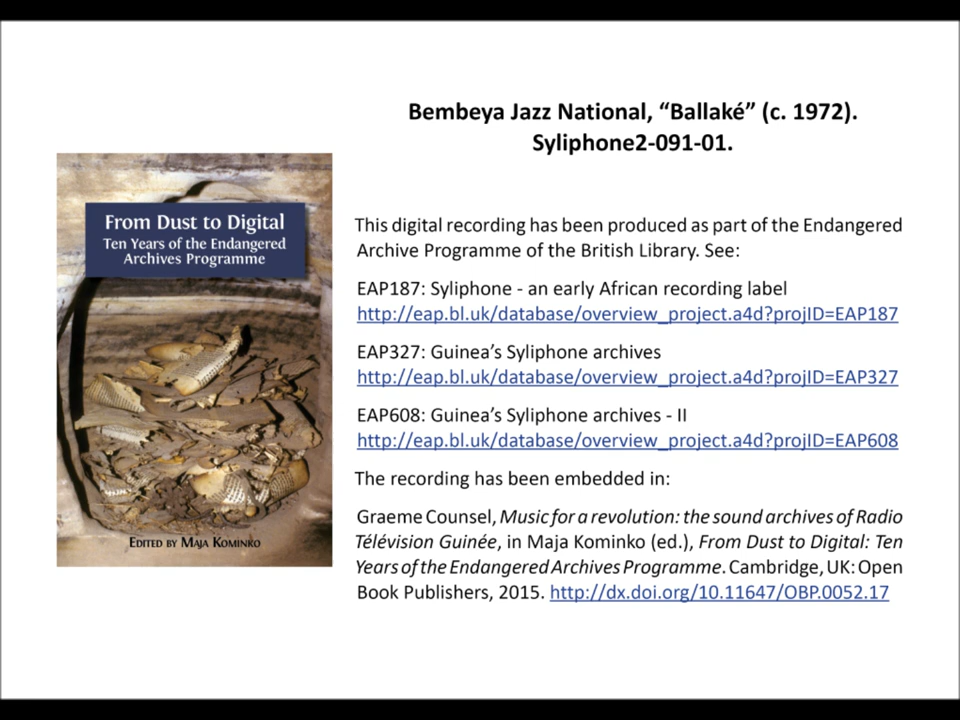 Bembeya Jazz National, “Ballaké” (c. 1972).
Syliphone2-091-01.
From Dust to Digital
Ten Years of the Endangered
Archives Programme
EDITED BY MAJA KOMINKO
This digital recording has been produced as part of the Endangered
Archive Programme of the British Library. See:
EAP187: Syliphone - an early African recording label
http://eap.bl.uk/database/overview_project.a4d?projID=EAP187
EAP327: Guinea’s Syliphone archives
http://eap.bl.uk/database/overview_project.a4d?projID=EAP327
EAP608: Guinea’s Syliphone archives - II
http://eap.bl.uk/database/overview_project.a4d?projID=EAP608
The recording has been embedded in:
Graeme Counsel, Music for a revolution: the sound archives of Radio
Télévision Guinée, in Maja Kominko (ed.), From Dust to Digital: Ten
Years of the Endangered Archives Programme. Cambridge, UK: Open
Book Publishers, 2015. http://dx.doi.org/10.11647/OBP.0052.17